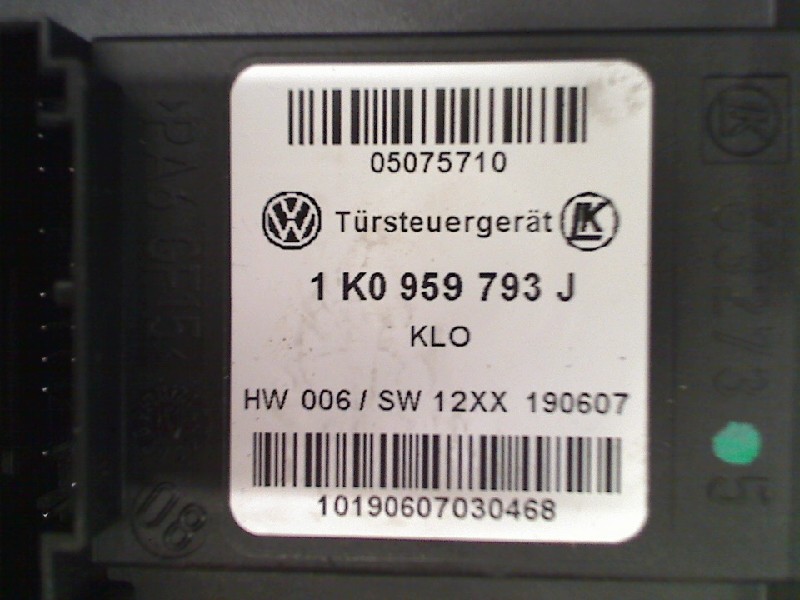 05075710
Türsteuergerät
1 K0 959 793 J
KLO
HW 006 / SW 12XX 190607
10190607030468